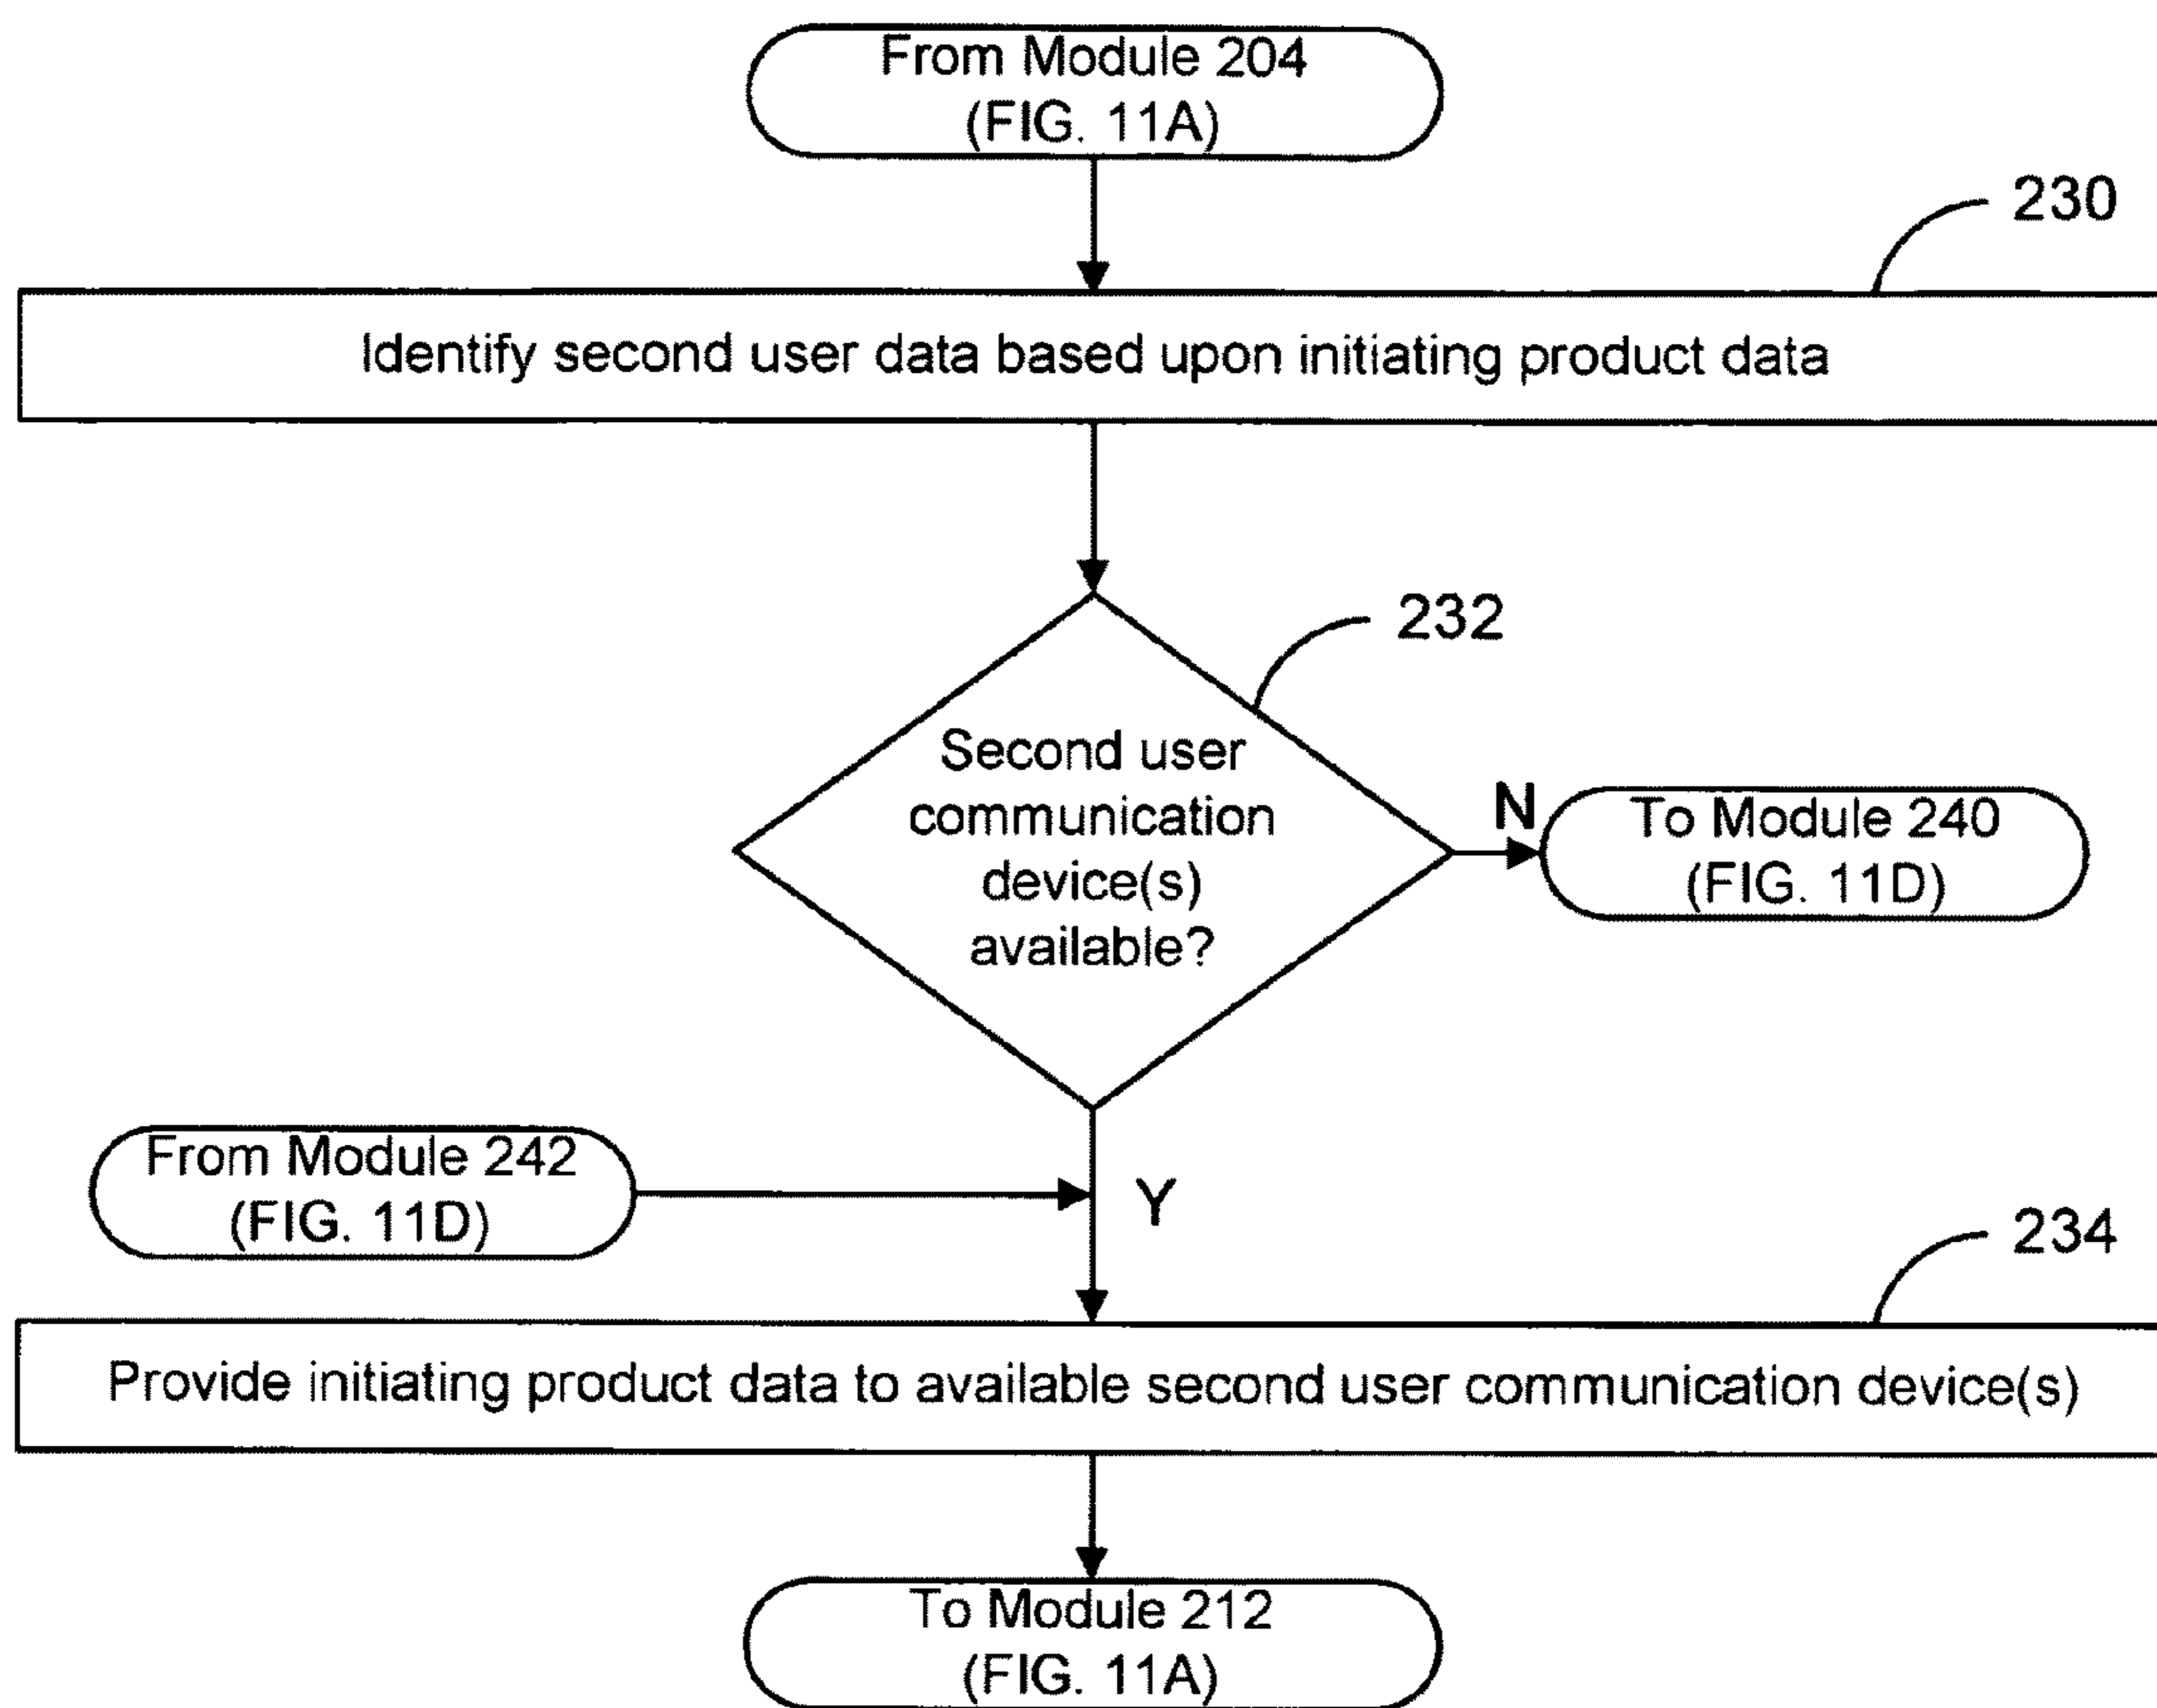 From Module 204
(FIG. 11A)
230
Identify second user data based upon initiating product data
232
Second user
communication
device(s)
available?
N
To Module 240
(FIG. 11D)
From Module 242
(FIG. 11D)
Y
234
Provide initiating product data to available second user communication device(s)
To Module 212
(FIG. 11A)